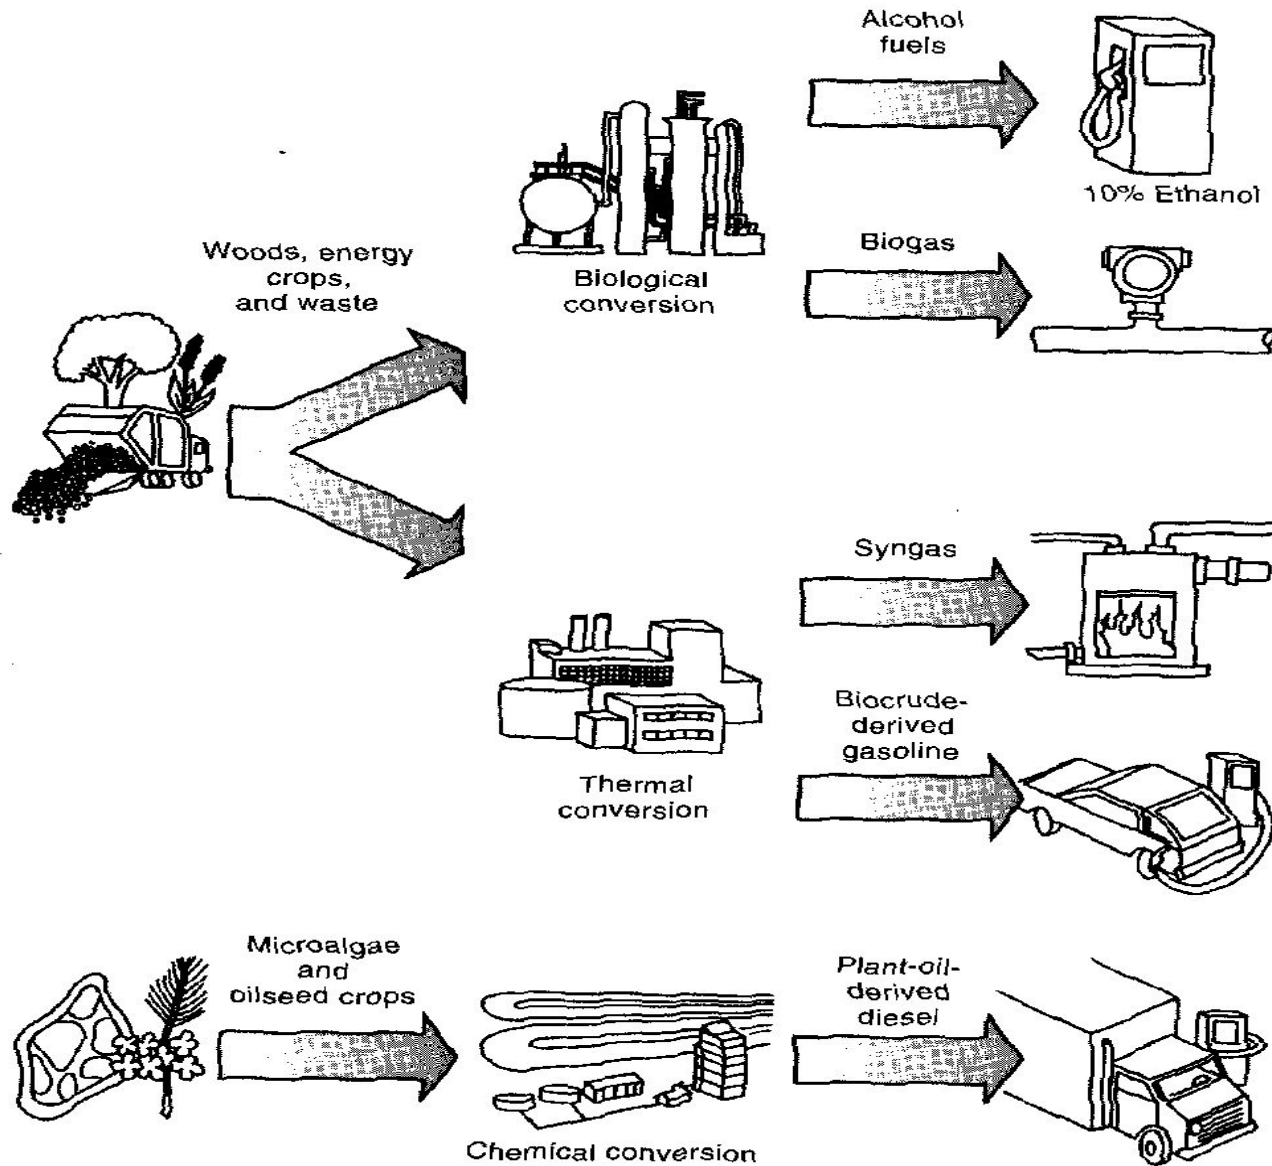 Alcohol
fuels
10% Ethanol
Woods, energy
crops,
and waste
Biological
conversion
Biogas
Syngas
Thermal
conversion
Biocrude-
derived
gasoline
Microalgae
and
oilseed crops
Chemical conversion
Plant-oil-
derived
diesel